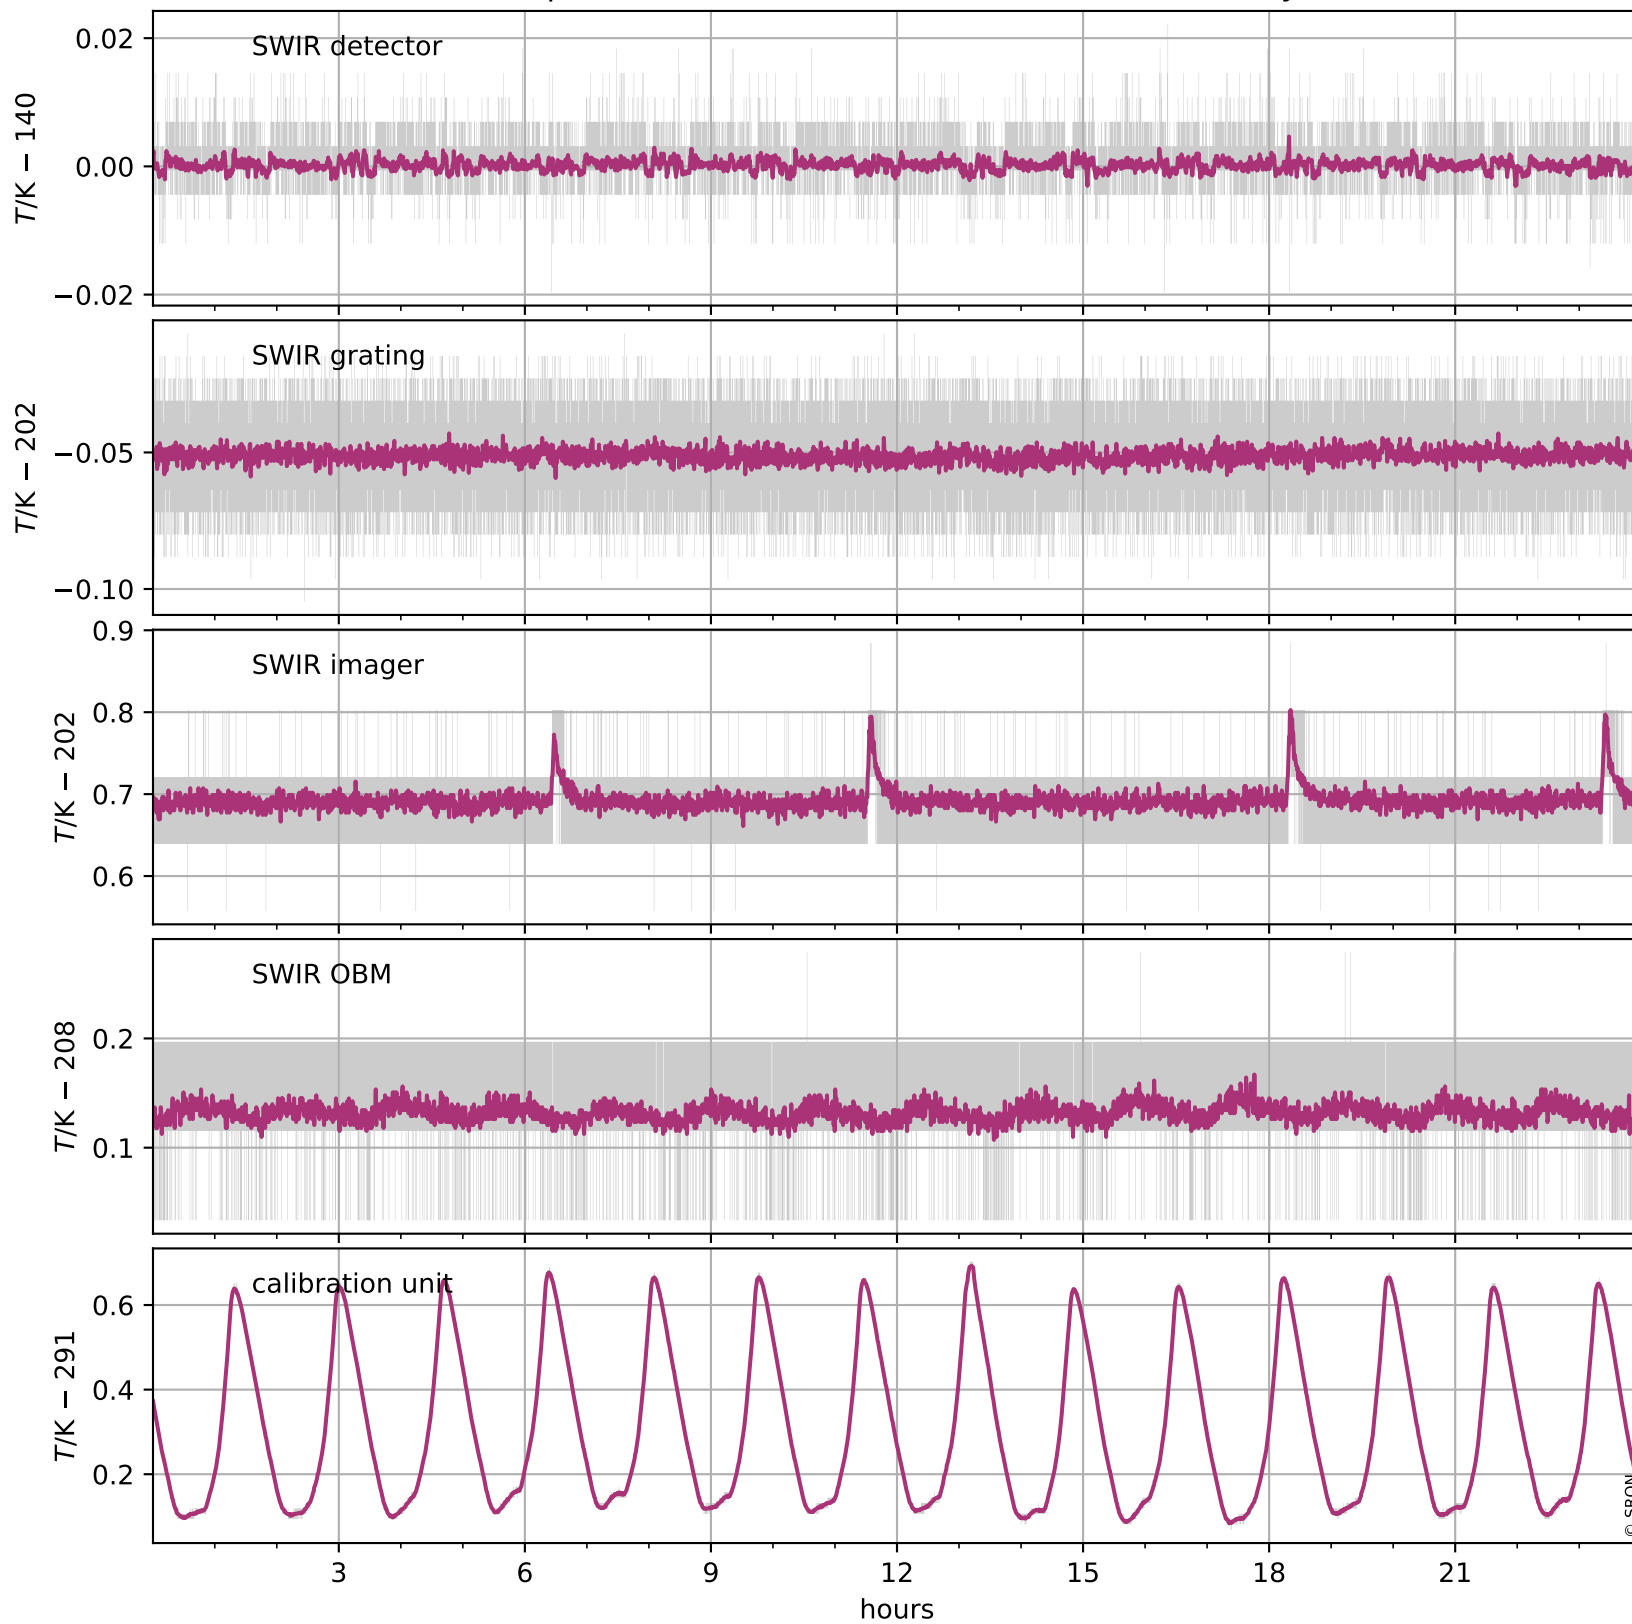 SWIR detector
0.02
0.00
−0.02
T/K − 140
SWIR grating
−0.05
−0.10
T/K − 202
SWIR imager
0.9
0.8
0.7
0.6
T/K − 202
SWIR OBM
0.2
0.1
T/K − 208
calibration unit
0.6
0.4
0.2
T/K − 291
3 6 9 12 15 18 21
hours
© SRON